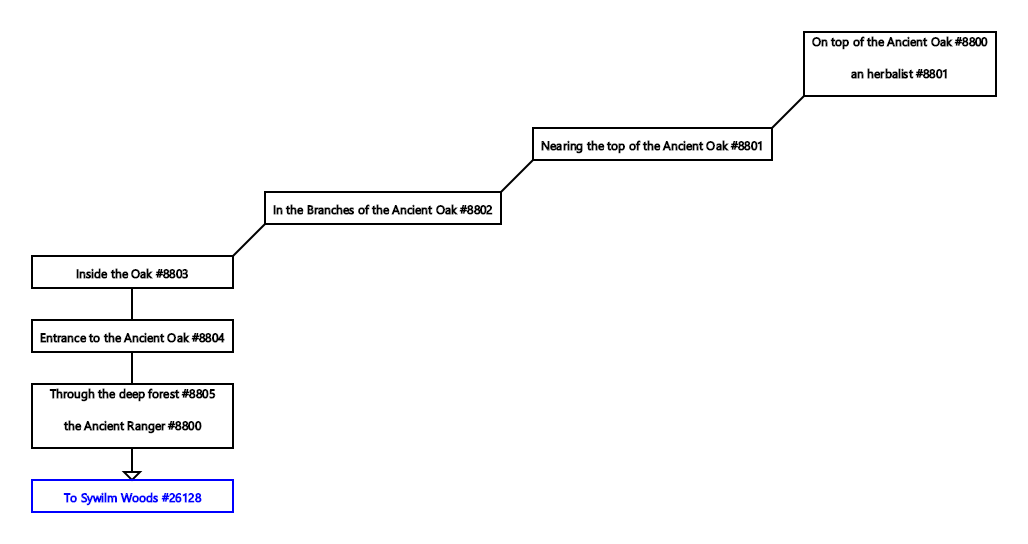 On top of the Ancient Oak #8800
an herbalist #8801
Nearing the top of the Ancient Oak #8801
In the Branches of the Ancient Oak #8802
Inside the Oak #8803
Entrance to the Ancient Oak #8804
Through the deep forest #8805
the Ancient Ranger #8800
To Sywilm Woods #26128